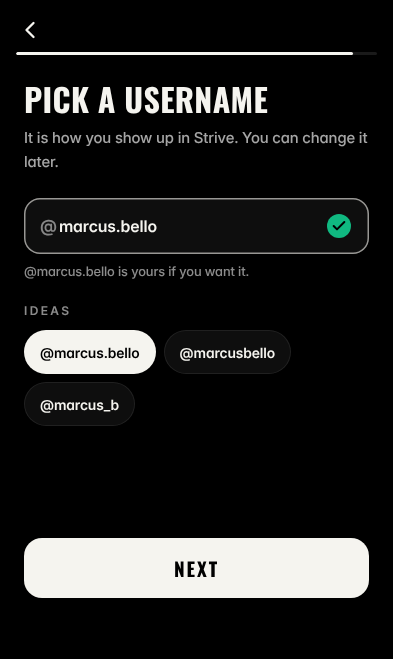 PICK A USERNAME
It is how you show up in Strive. You can change it
later.
@marcus.bello
@marcus.bello is yours if you want it.
IDEAS
@marcus.bello
@marcusbello
@marcus_b
NEXT